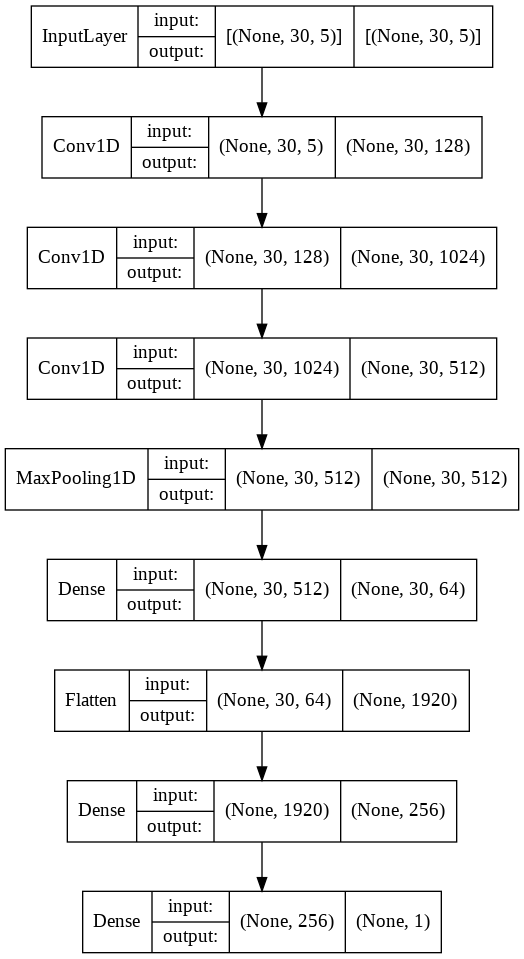 InputLayer input: output: [(None, 30, 5)] [(None, 30, 5)]
Conv1D input: output: (None, 30, 5) (None, 30, 128)
Conv1D input: output: (None, 30, 128) (None, 30, 1024)
Conv1D input: output: (None, 30, 1024) (None, 30, 512)
MaxPooling1D input: output: (None, 30, 512) (None, 30, 512)
Dense input: output: (None, 30, 512) (None, 30, 64)
Flatten input: output: (None, 30, 64) (None, 1920)
Dense input: output: (None, 1920) (None, 256)
Dense input: output: (None, 256) (None, 1)